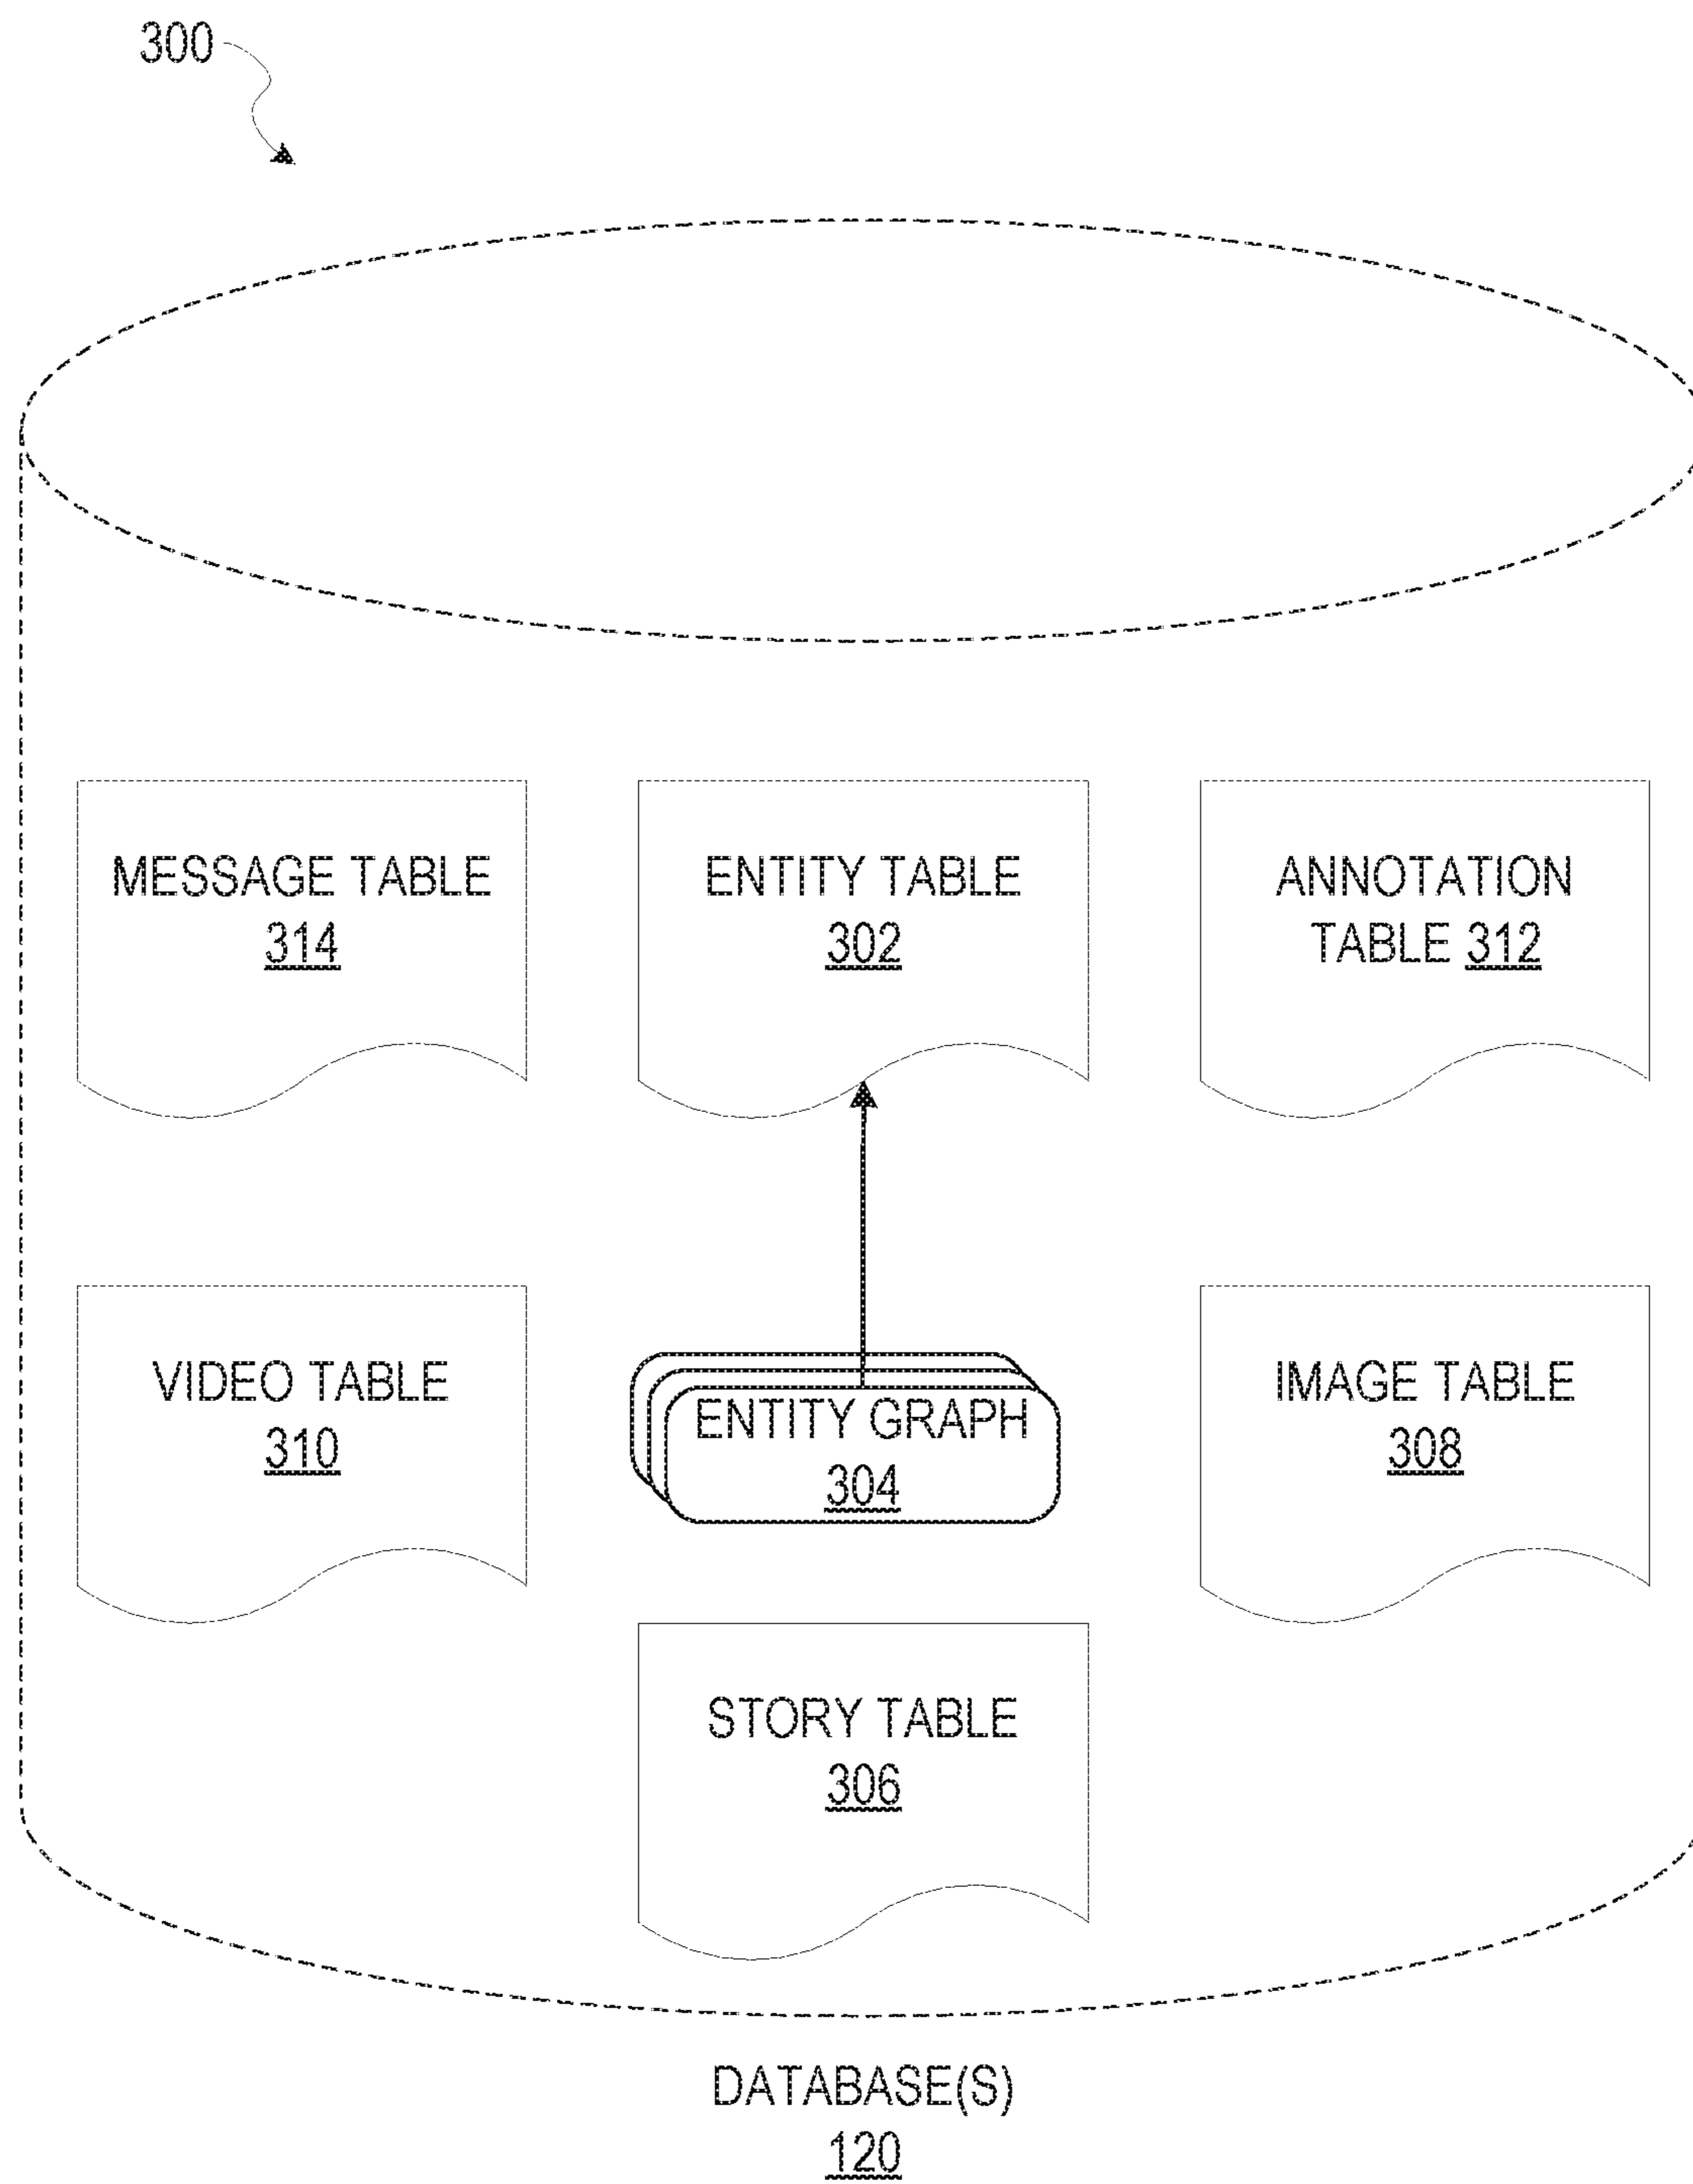 300
MESSAGE TABLE
314
ENTITY TABLE
302
ANNOTATION
TABLE 312
VIDEO TABLE
310
ENTITY GRAPH
304
IMAGE TABLE
308
STORY TABLE
306
DATABASE(S)
120